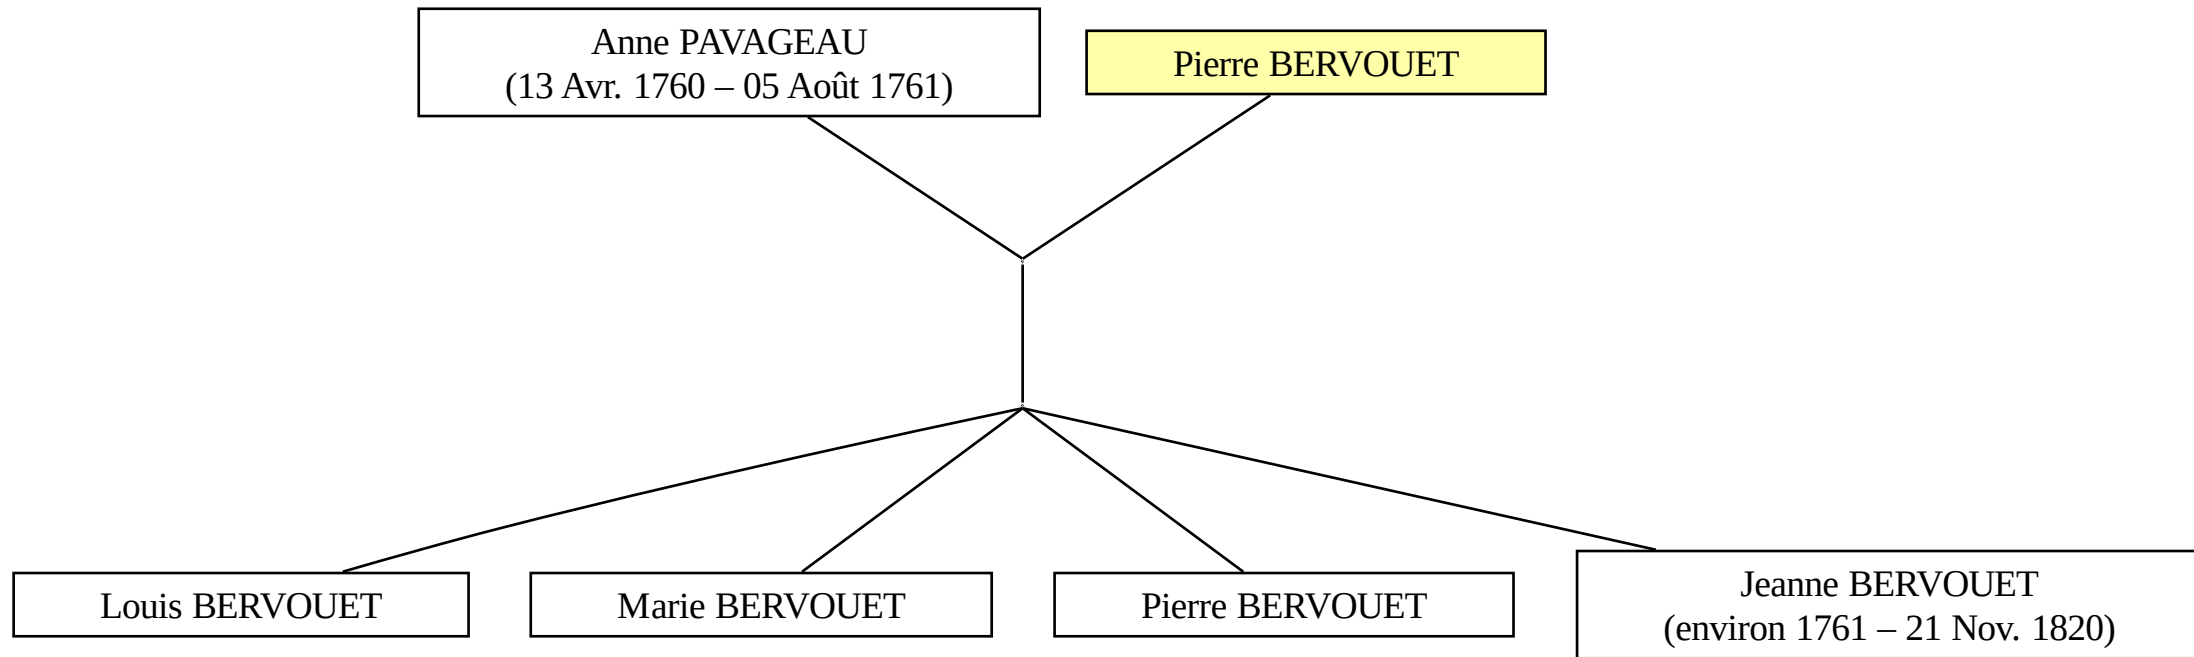 Anne PAVAGEAU
(13 Avr. 1760 – 05 Août 1761)
Pierre BERVOUET
Louis BERVOUET
Marie BERVOUET
Pierre BERVOUET
Jeanne BERVOUET
(environ 1761 – 21 Nov. 1820)